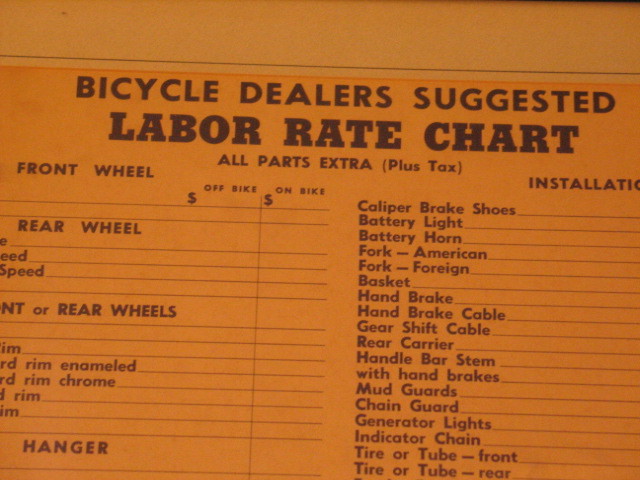 BICYCLE DEALERS SUGGESTED
LABOR RATE CHART
ALL PARTS EXTRA (Plus Tax)
FRONT WHEEL
OFF BIKE ON BIKE
$ $
REAR WHEEL
Speed
ONT or REAR WHEELS
rd rim enameled
rd rim chrome
d rim
HANGER
INSTALLATIO
Caliper Brake Shoes
Battery Light
Battery Horn
Fork — American
Fork — Foreign
Basket
Hand Brake
Hand Brake Cable
Gear Shift Cable
Rear Carrier
Handle Bar Stem
with hand brakes
Mud Guards
Chain Guard
Generator Lights
Indicator Chain
Tire or Tube — front
Tire or Tube — rear